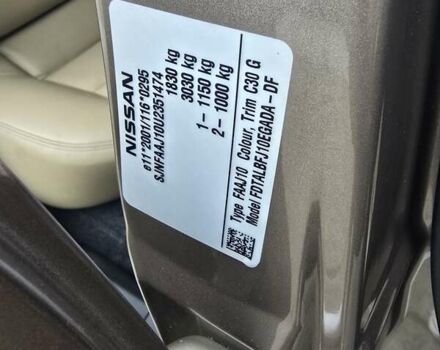 NISSAN
e11*2001/116*0295
SJNFAAJ10U2351474
1830 kg
3030 kg
1– 1150 kg
2– 1000 kg
Type FAAJ10 Colour, Trim C30 G
Model FDTALBFJ10EGADA–DF